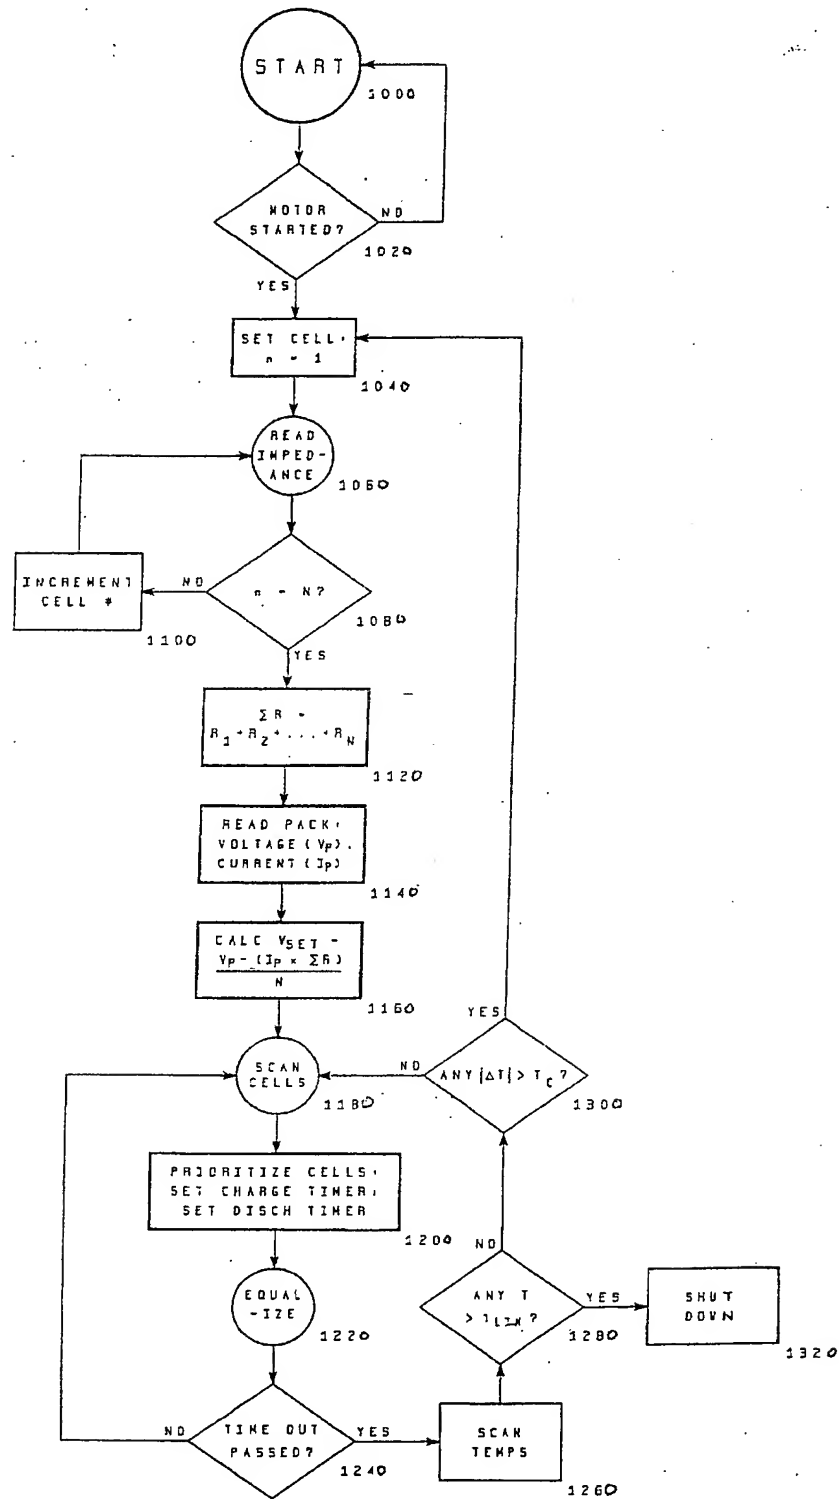 START
1000
MOTOR
STARTED?
NO
1020
YES
SET CELL:
n = 1
1040
READ
IMPED-
ANCE
1060
INCREMENT
CELL #
1100
NO
n = N?
1080
YES
ΣR =
R1+R2+...+RN
1120
READ PACK:
VOLTAGE(Vp),
CURRENT(Ip)
1140
CALC VSET =
Vp-(Ip x ΣR)
N
1160
YES
SCAN
CELLS
1180
NO
ANY|ΔT|> TC?
1300
PRIORITIZE CELLS;
SET CHARGE TIMER;
SET DISCH TIMER
1200
NO
EQUAL
-IZE
1220
ANY T
> TLIM?
1280
YES
SHUT
DOWN
1320
NO
TIME OUT
PASSED?
1240
YES
SCAN
TEMPS
1260